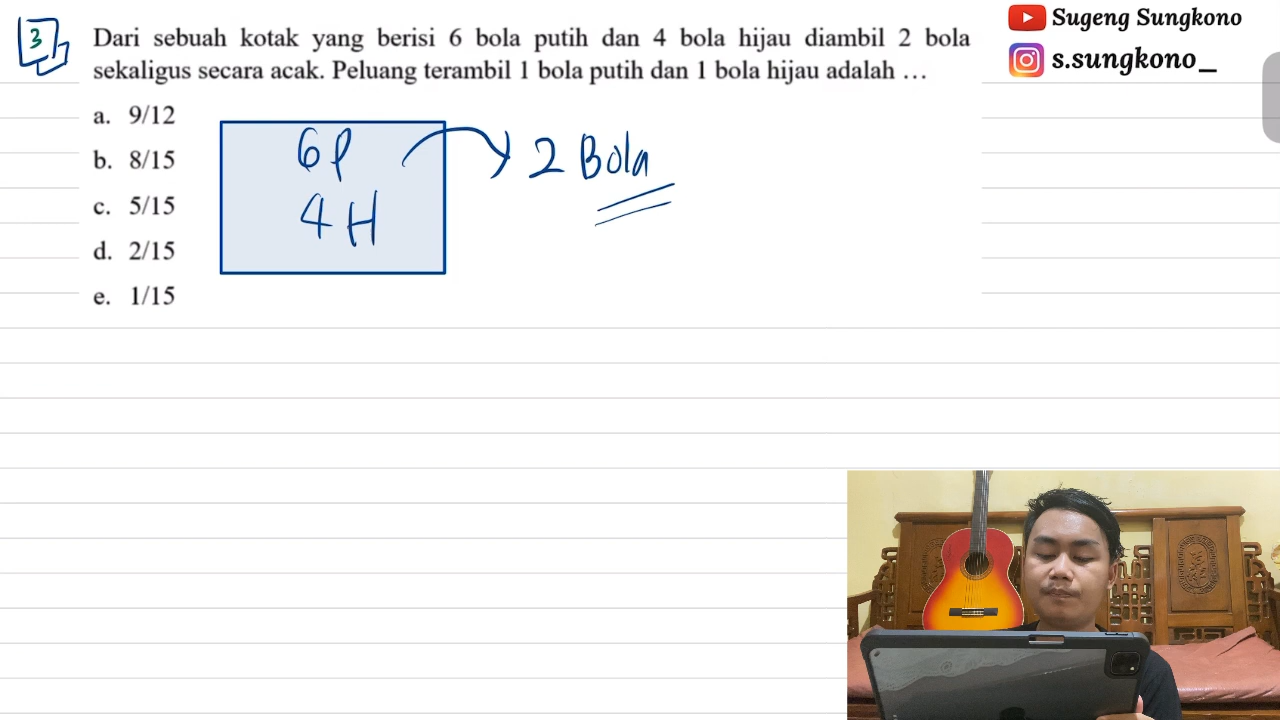 3
Dari sebuah kotak yang berisi 6 bola putih dan 4 bola hijau diambil 2 bola
sekaligus secara acak. Peluang terambil 1 bola putih dan 1 bola hijau adalah …
a. 9/12
b. 8/15
c. 5/15
d. 2/15
e. 1/15
6P
4H
2 Bola
Sugeng Sungkono
s.sungkono_